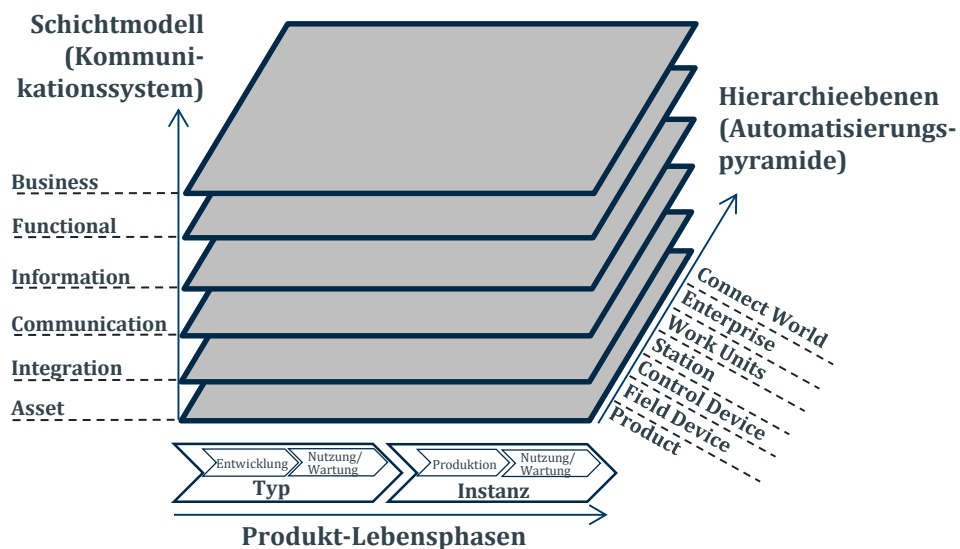 Schichtmodell
(Kommuni-
kationssystem)
Hierarchieebenen
(Automatisierungs-
pyramide)
Business
Functional
Information
Communication
Integration
Asset
Connect World
Enterprise
Work Units
Station
Control Device
Field Device
Product
Entwicklung
Nutzung/
Wartung
Typ
Produktion
Nutzung/
Wartung
Instanz
Produkt-Lebensphasen